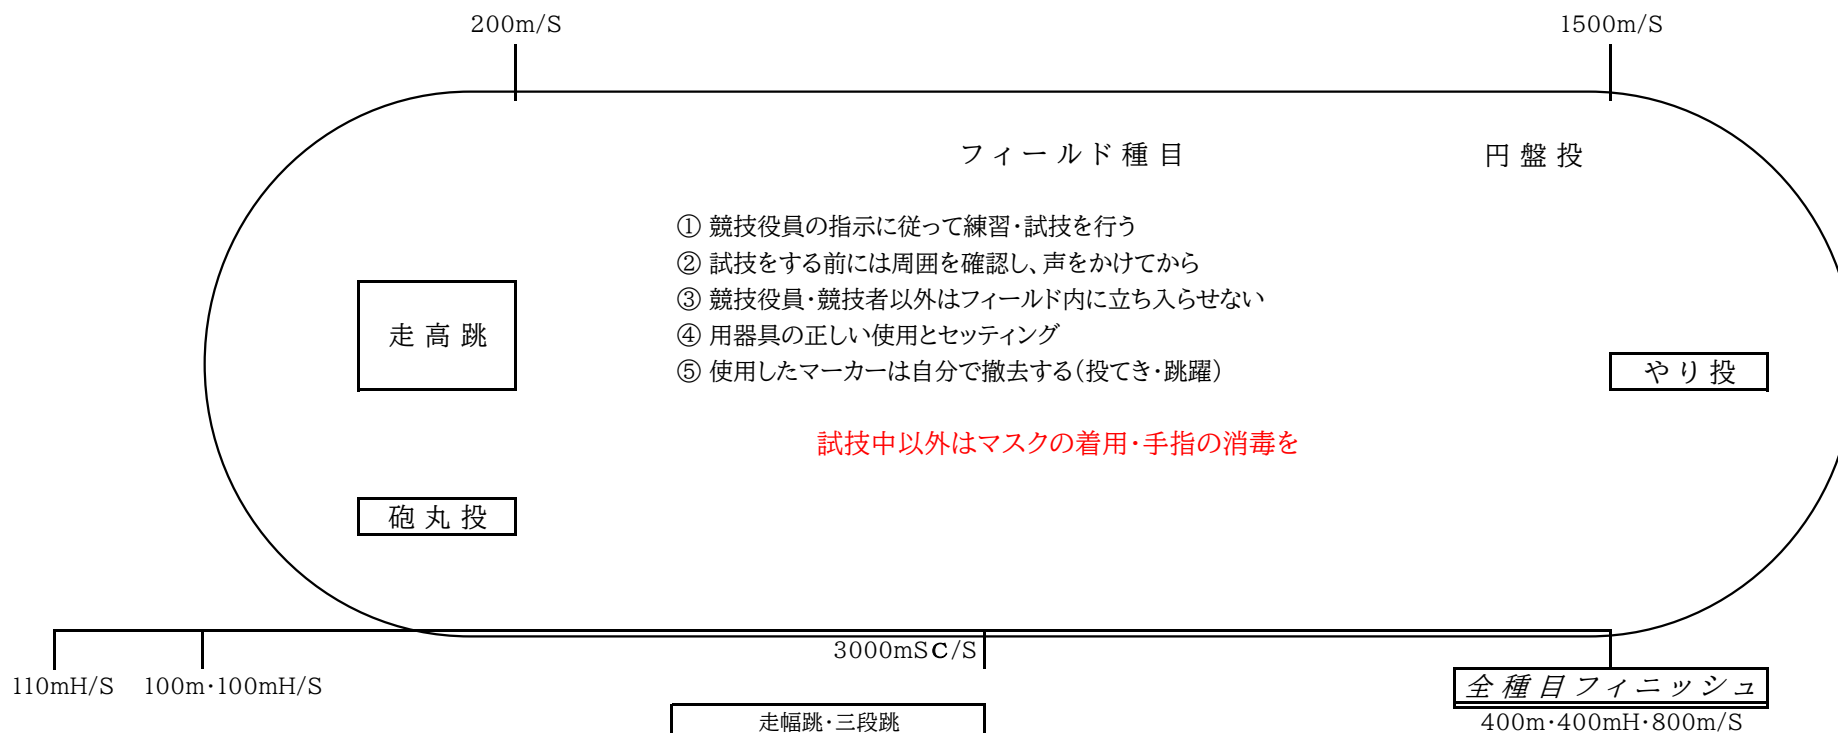 200m/S
1500m/S
フィールド種目
円盤投
① 競技役員の指示に従って練習・試技を行う
② 試技をする前には周囲を確認し、声をかけてから
③ 競技役員・競技者以外はフィールド内に立ち入らせない
走高跳
④ 用器具の正しい使用とセッティング
⑤ 使用したマーカーは自分で撤去する(投てき・跳躍)
やり投
試技中以外はマスクの着用・手指の消毒を
砲丸投
3000mSC/S
110mH/S
100m・100mH/S
全種目フィニッシュ
走幅跳・三段跳
400m・400mH・800m/S